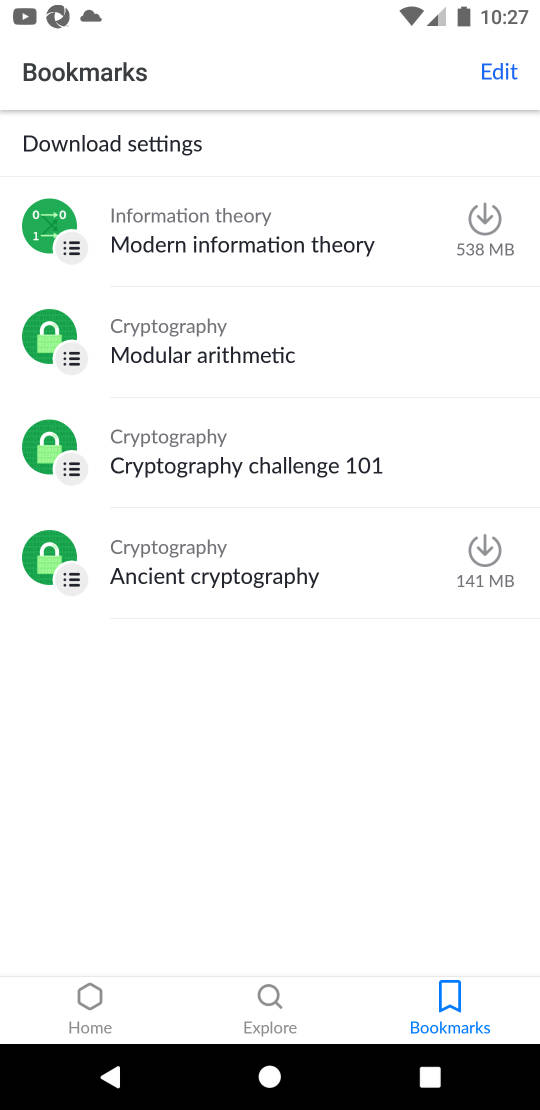 10:27
Bookmarks
Edit
Download settings
0→0
1→
Information theory
Modern information theory
538 MB
Cryptography
Modular arithmetic
Cryptography
Cryptography challenge 101
Cryptography
Ancient cryptography
141 MB
Home
Explore
Bookmarks